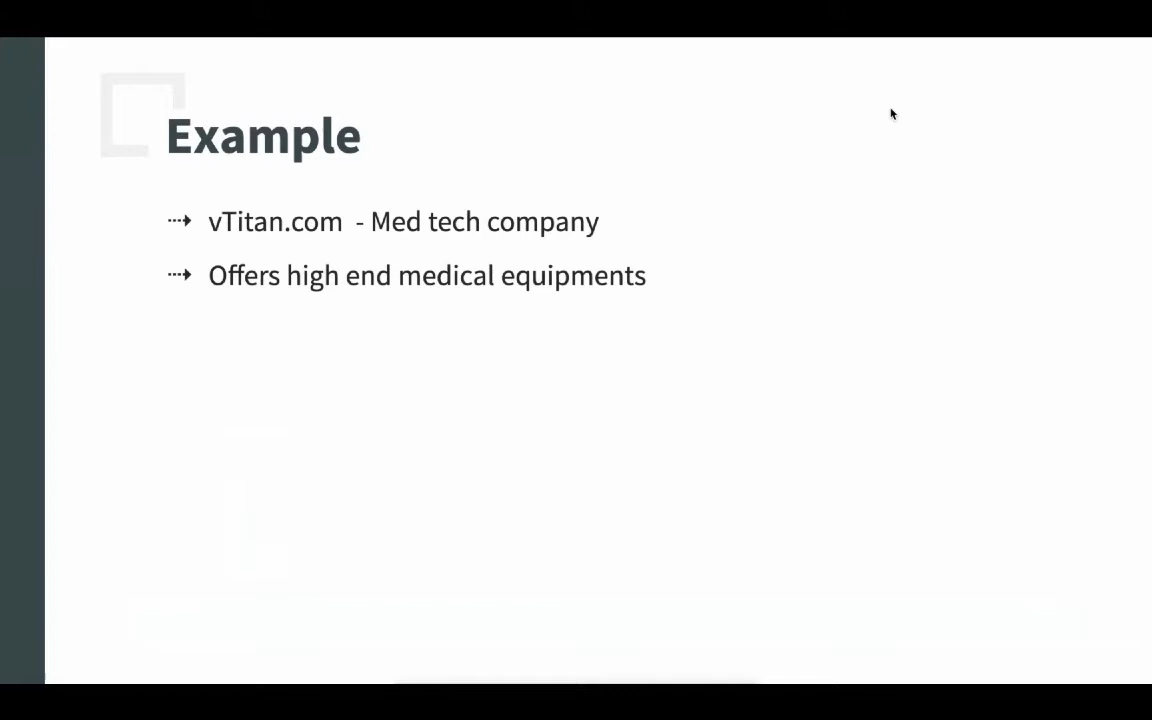 Example
vTitan.com - Med tech company
Offers high end medical equipments